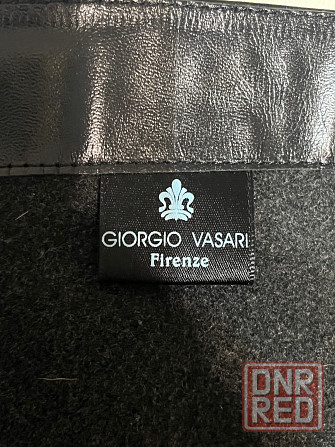 GIORGIO VASARI
Firenze
DNR
RED